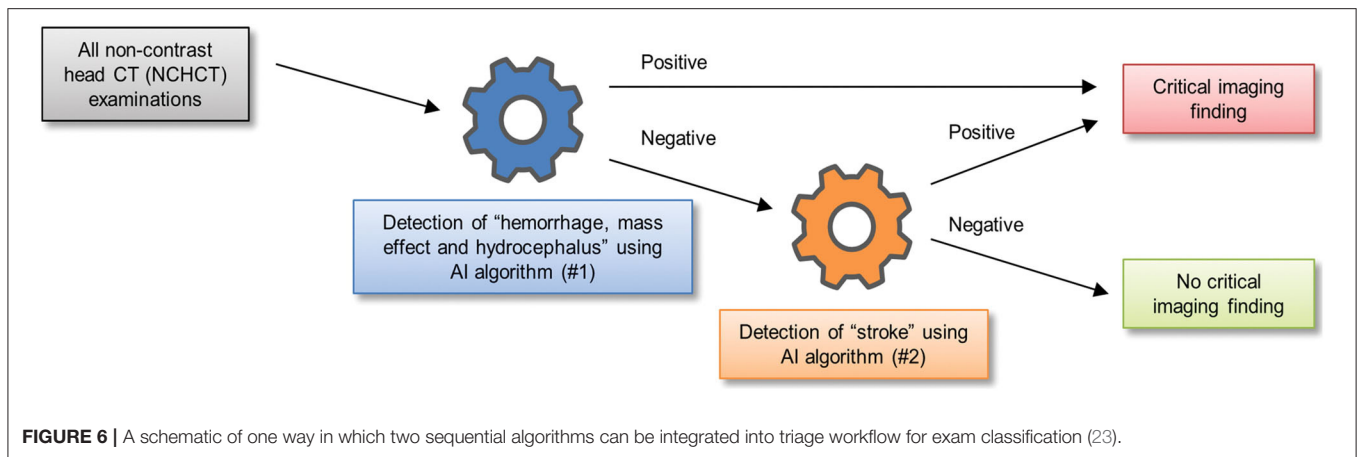 All non-contrast
head CT (NCHCT)
examinations
Positive
Critical imaging
finding
Negative
Positive
Detection of “hemorrhage, mass
effect and hydrocephalus” using
AI algorithm (#1)
Negative
No critical
imaging finding
Detection of “stroke” using
AI algorithm (#2)
FIGURE 6 | A schematic of one way in which two sequential algorithms can be integrated into triage workflow for exam classification (23).